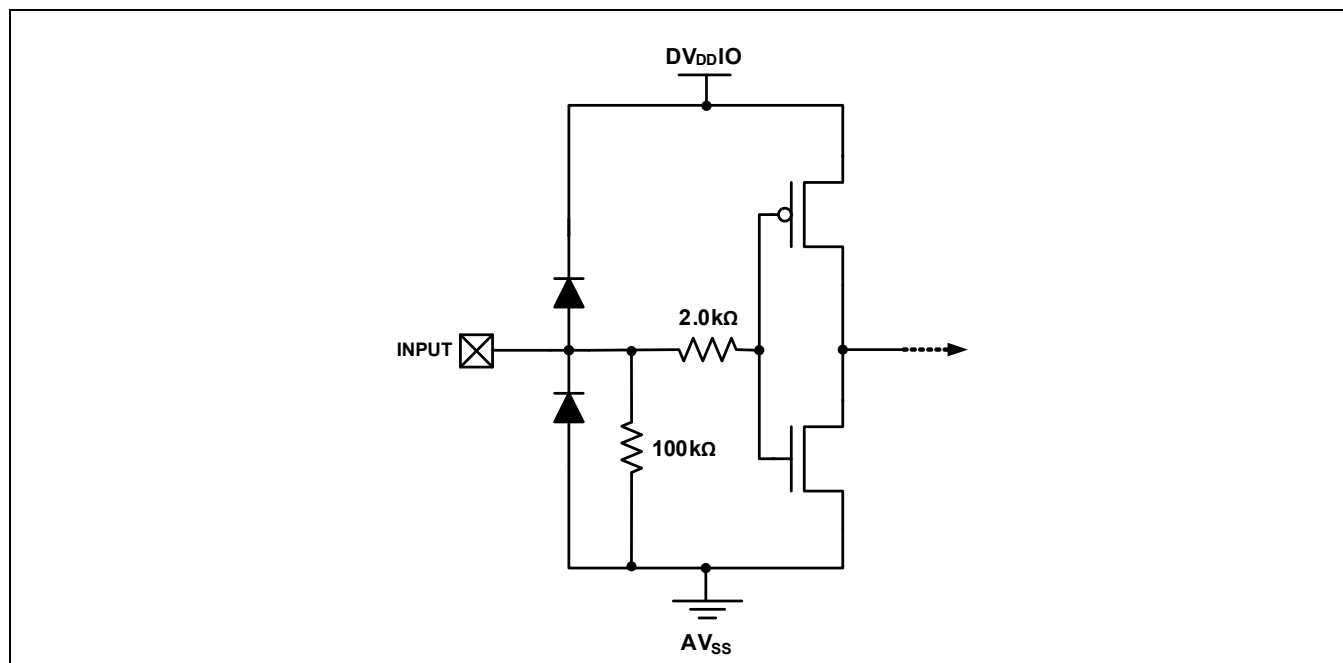 DVDDIO
2.0kΩ
INPUT
100kΩ
AVSS